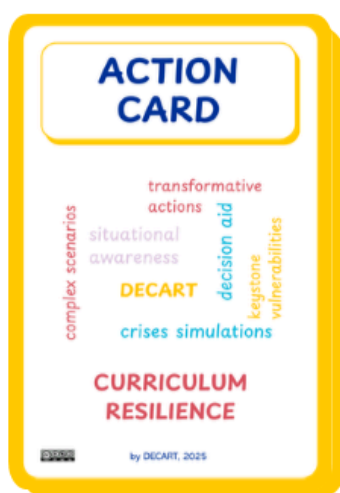 ACTION
CARD
transformative
actions
complex scenarios
situational
awareness
decision aid
keystone
vulnerabilities
DECART
crises simulations
CURRICULUM
RESILIENCE
by DECART, 2025